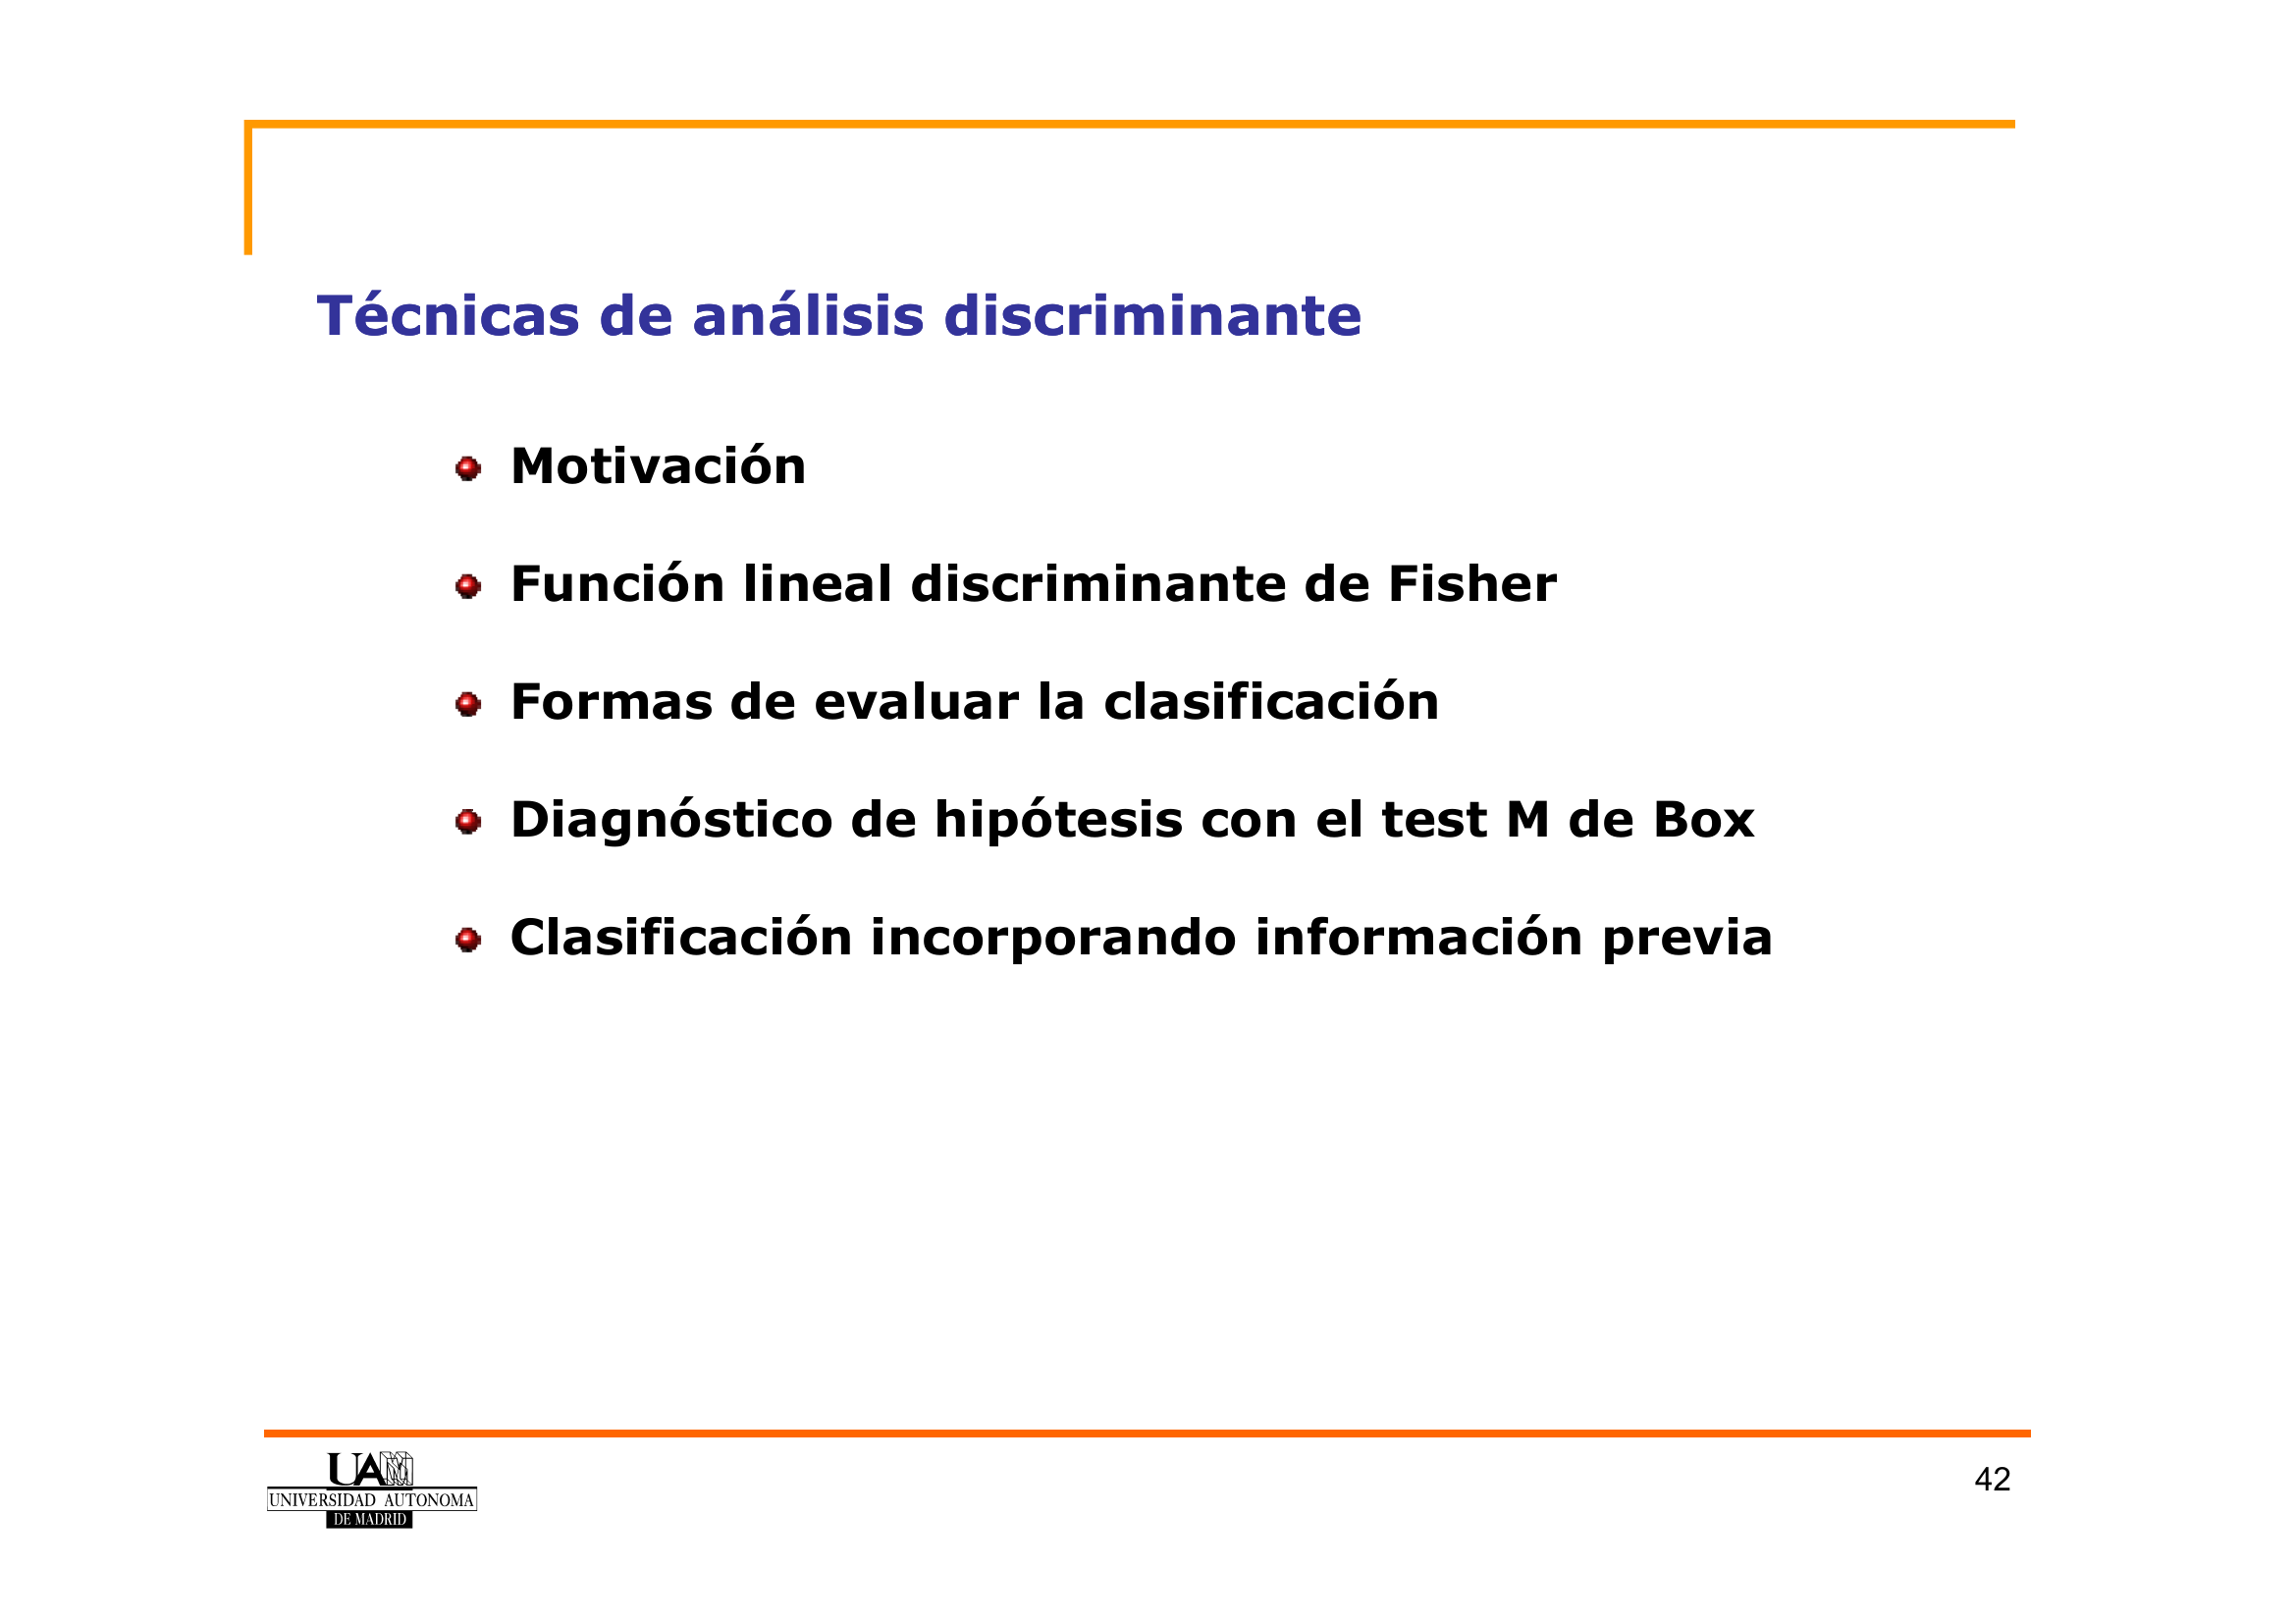 Técnicas de análisis discriminante
Motivación
Función lineal discriminante de Fisher
Formas de evaluar la clasificación
Diagnóstico de hipótesis con el test M de Box
Clasificación incorporando información previa
UAM
UNIVERSIDAD AUTONOMA
DE MADRID
42